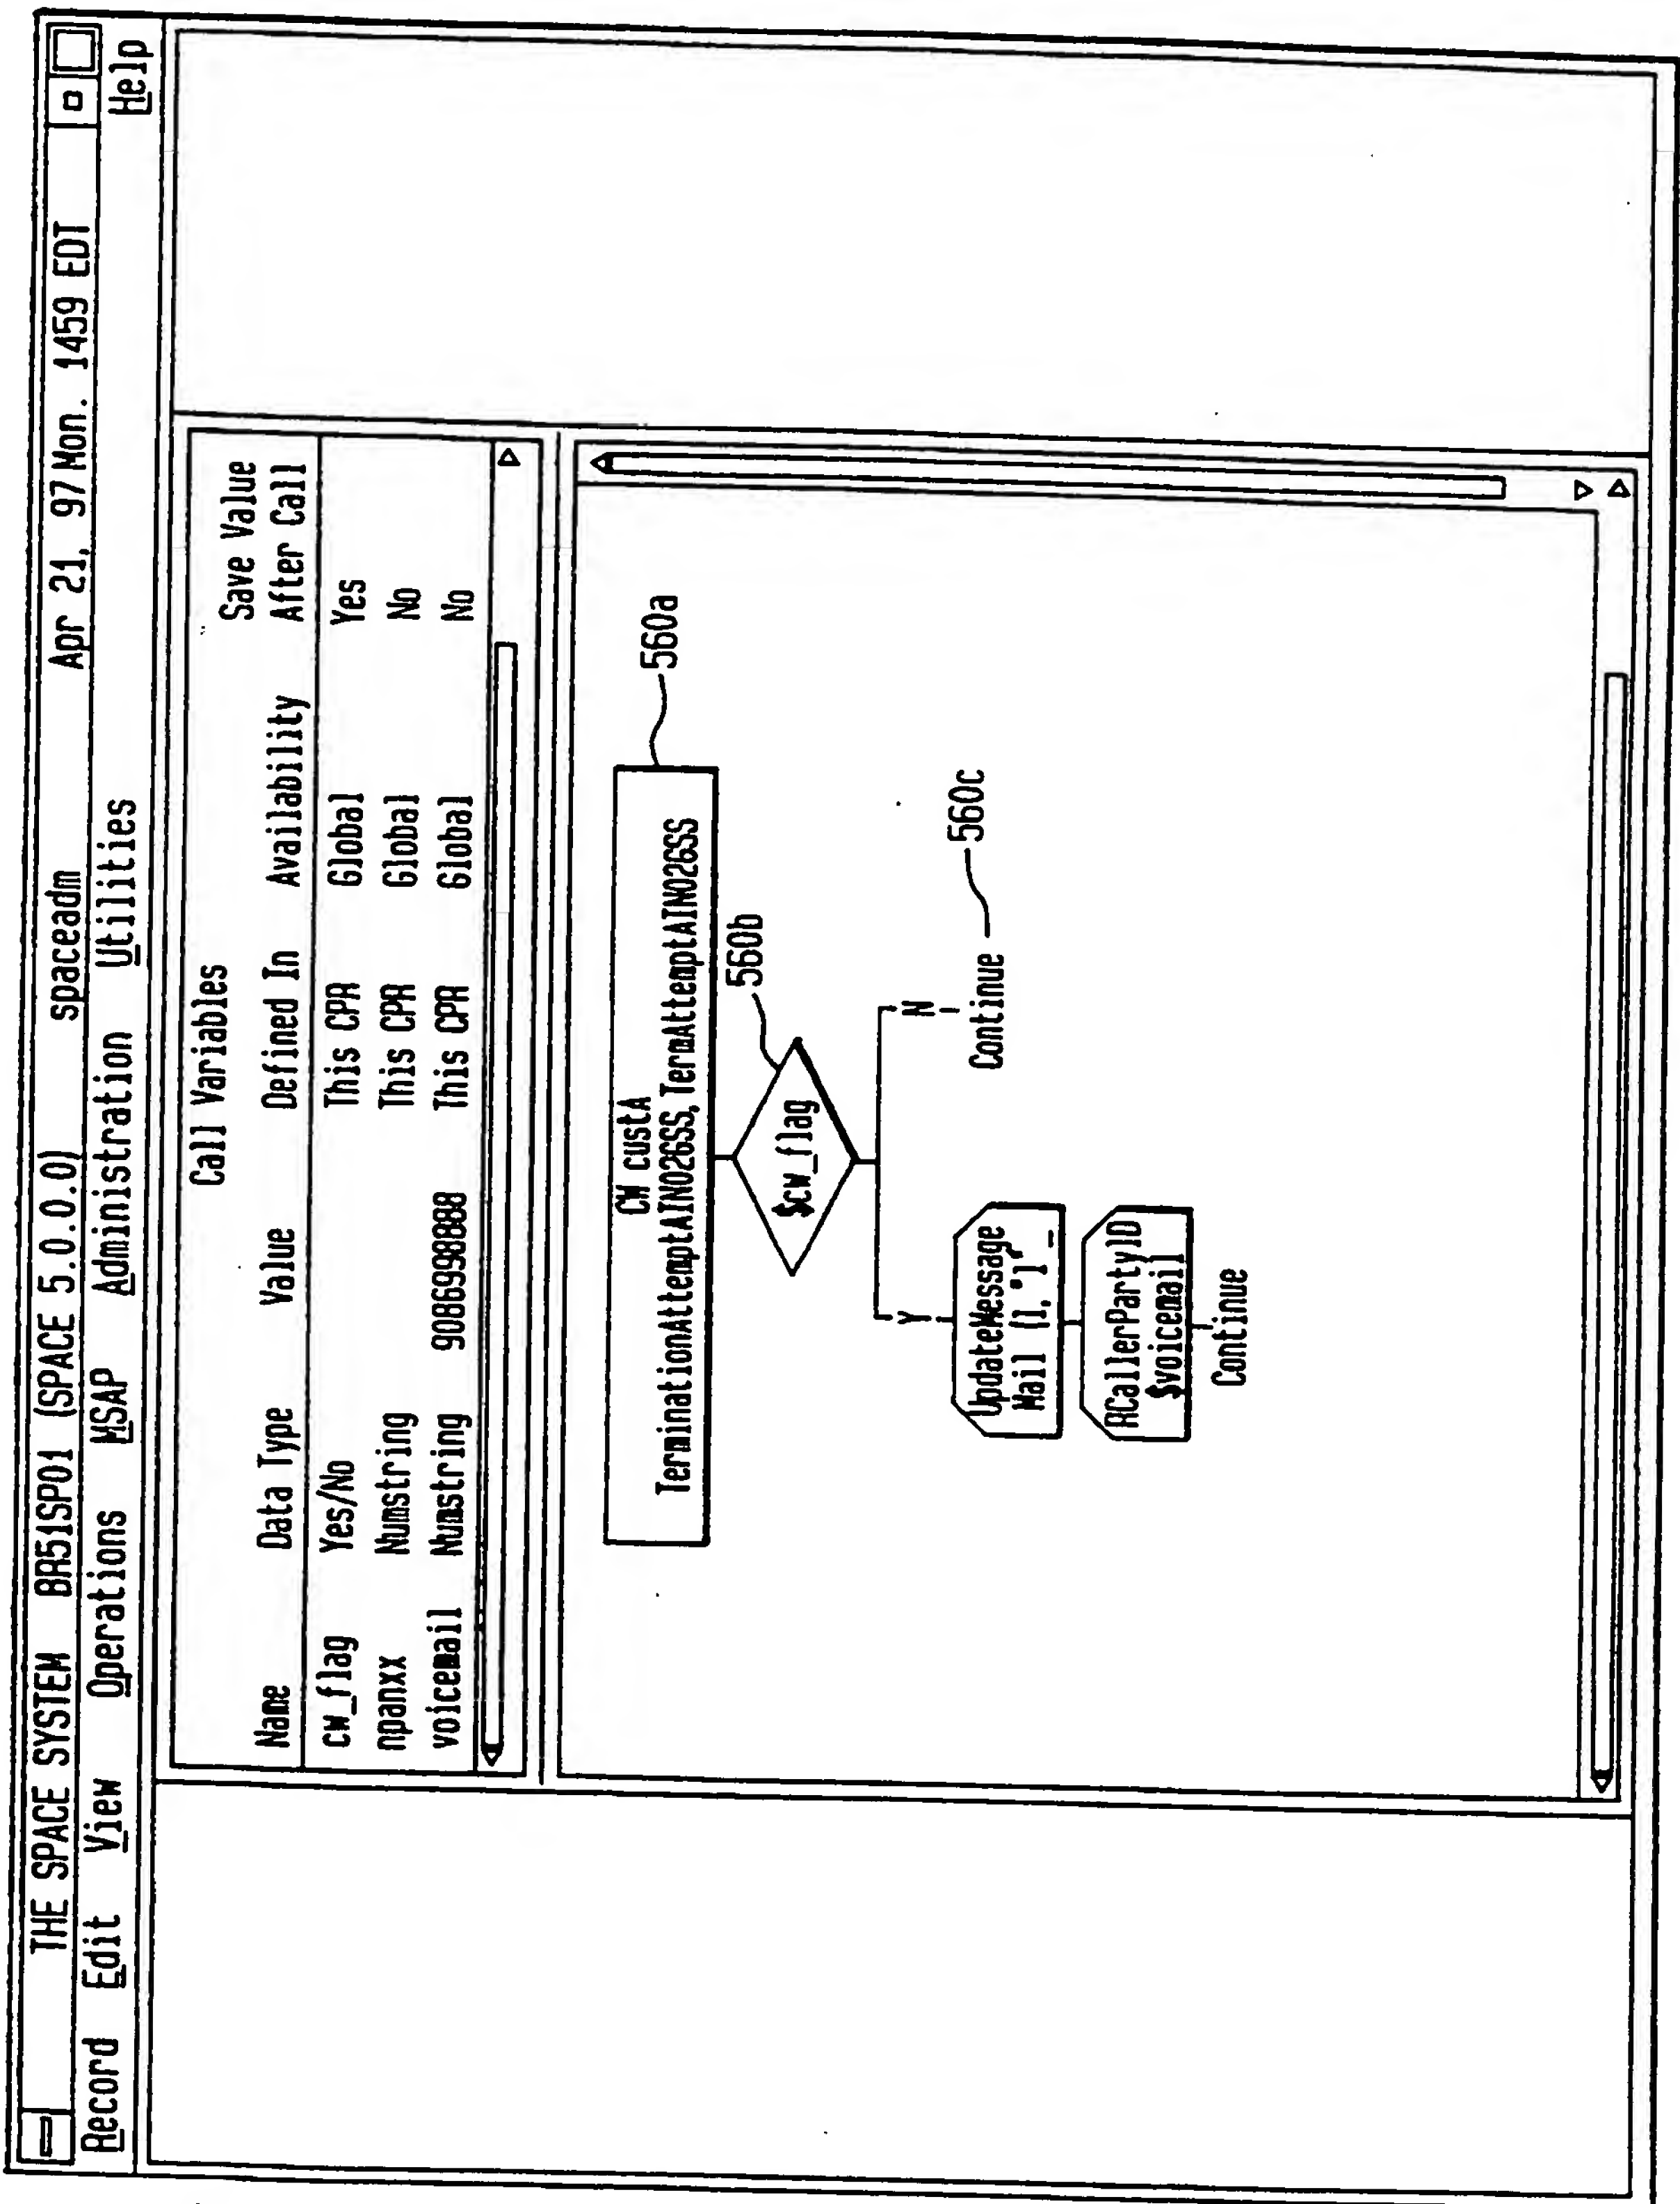 THE SPACE SYSTEM BR51SP01 (SPACE 5.0.0.0) spaceadm Apr 21, 97 Mon. 1459 EDT
Record Edit View Operations MSAP Administration Utilities Help
Call Variables
Save Value
Name Data Type Value Defined In Availability After Call
cw_flag Yes/No This CPR Global Yes
npanxx Numstring This CPR Global No
voicemail Numstring 9086998888 This CPR Global No
CW custA
TerminationAttemptAIN026SS, TermAttemptAIN026SS
560a
560b
$cw_flag
Y N
UpdateMessage
Mail (1, "1"_
Continue 560c
RCallerPartyID
$voicemail
Continue